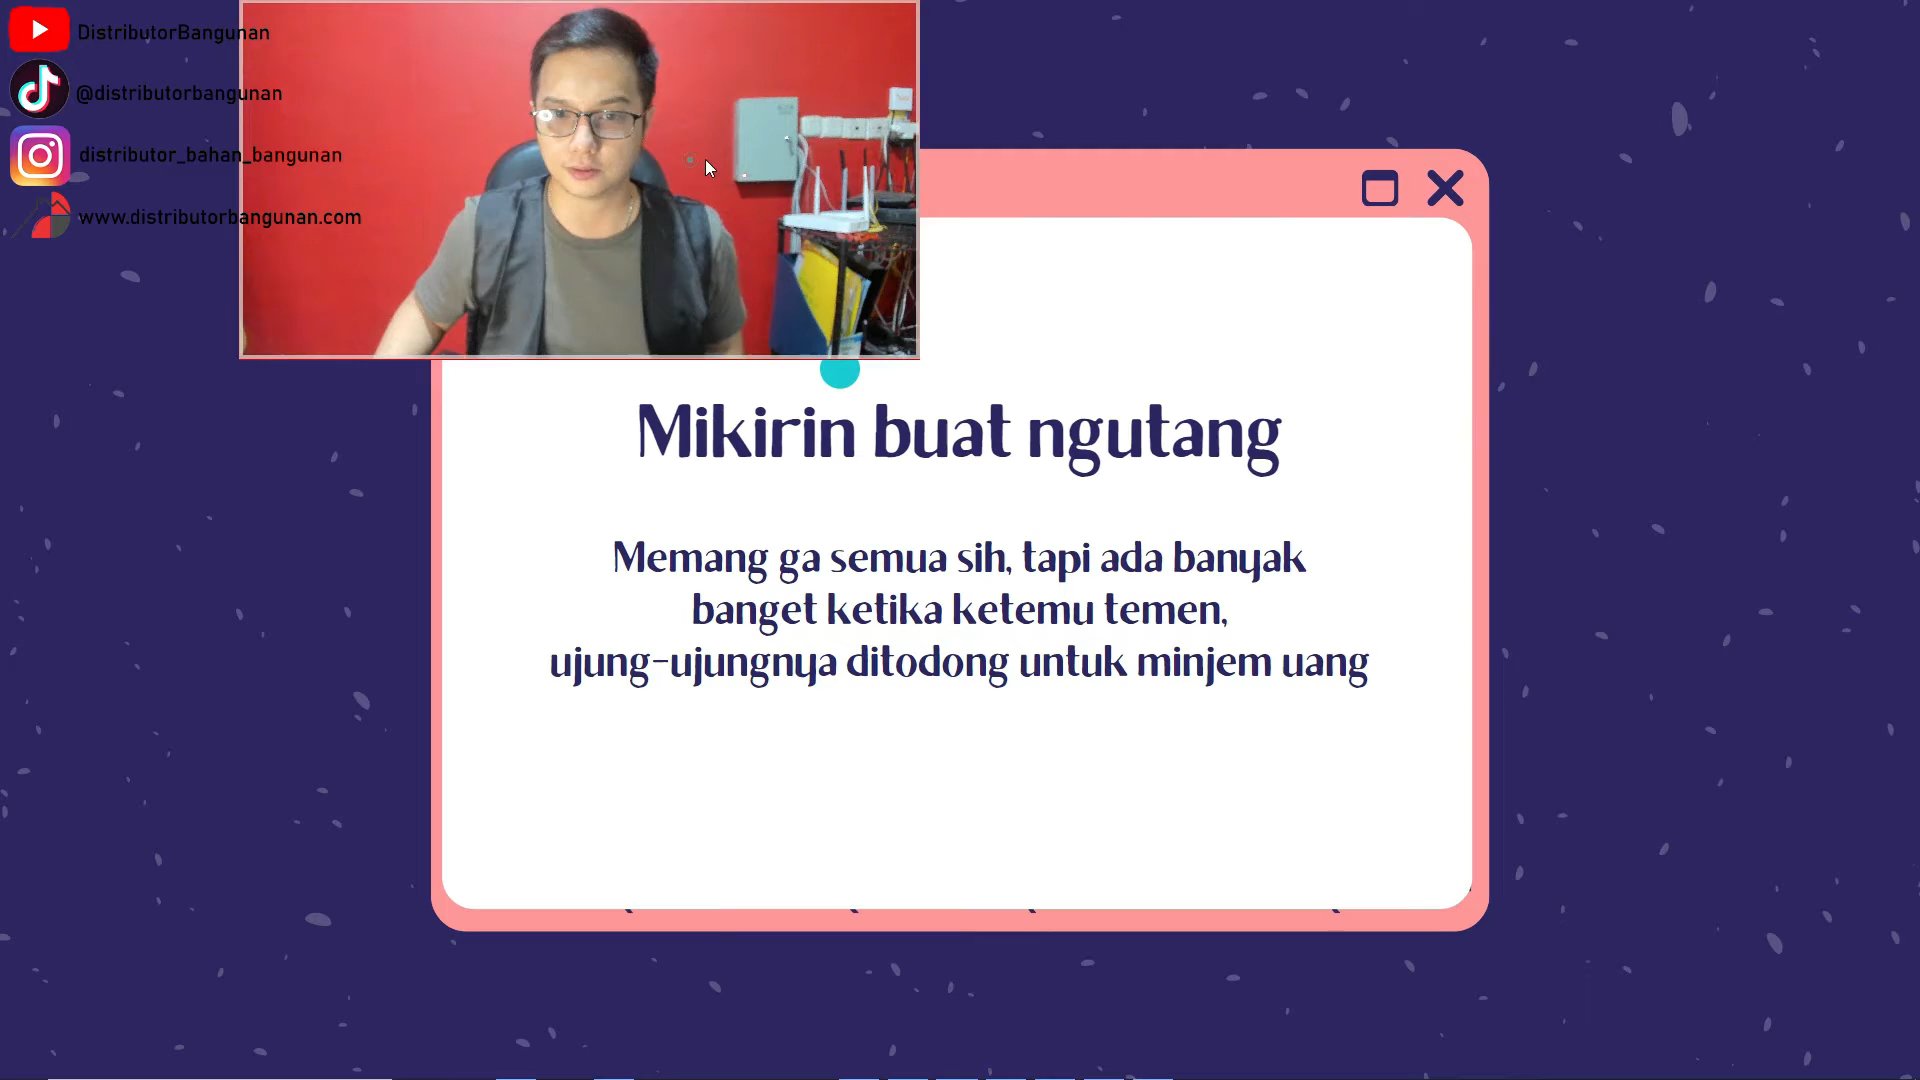 DistributorBangunan
@distributorbangunan
distributor_bahan_bangunan
www.distributorbangunan.com
Mikirin buat ngutang
Memang ga semua sih, tapi ada banyak
banget ketika ketemu temen,
ujung-ujungnya ditodong untuk minjem uang